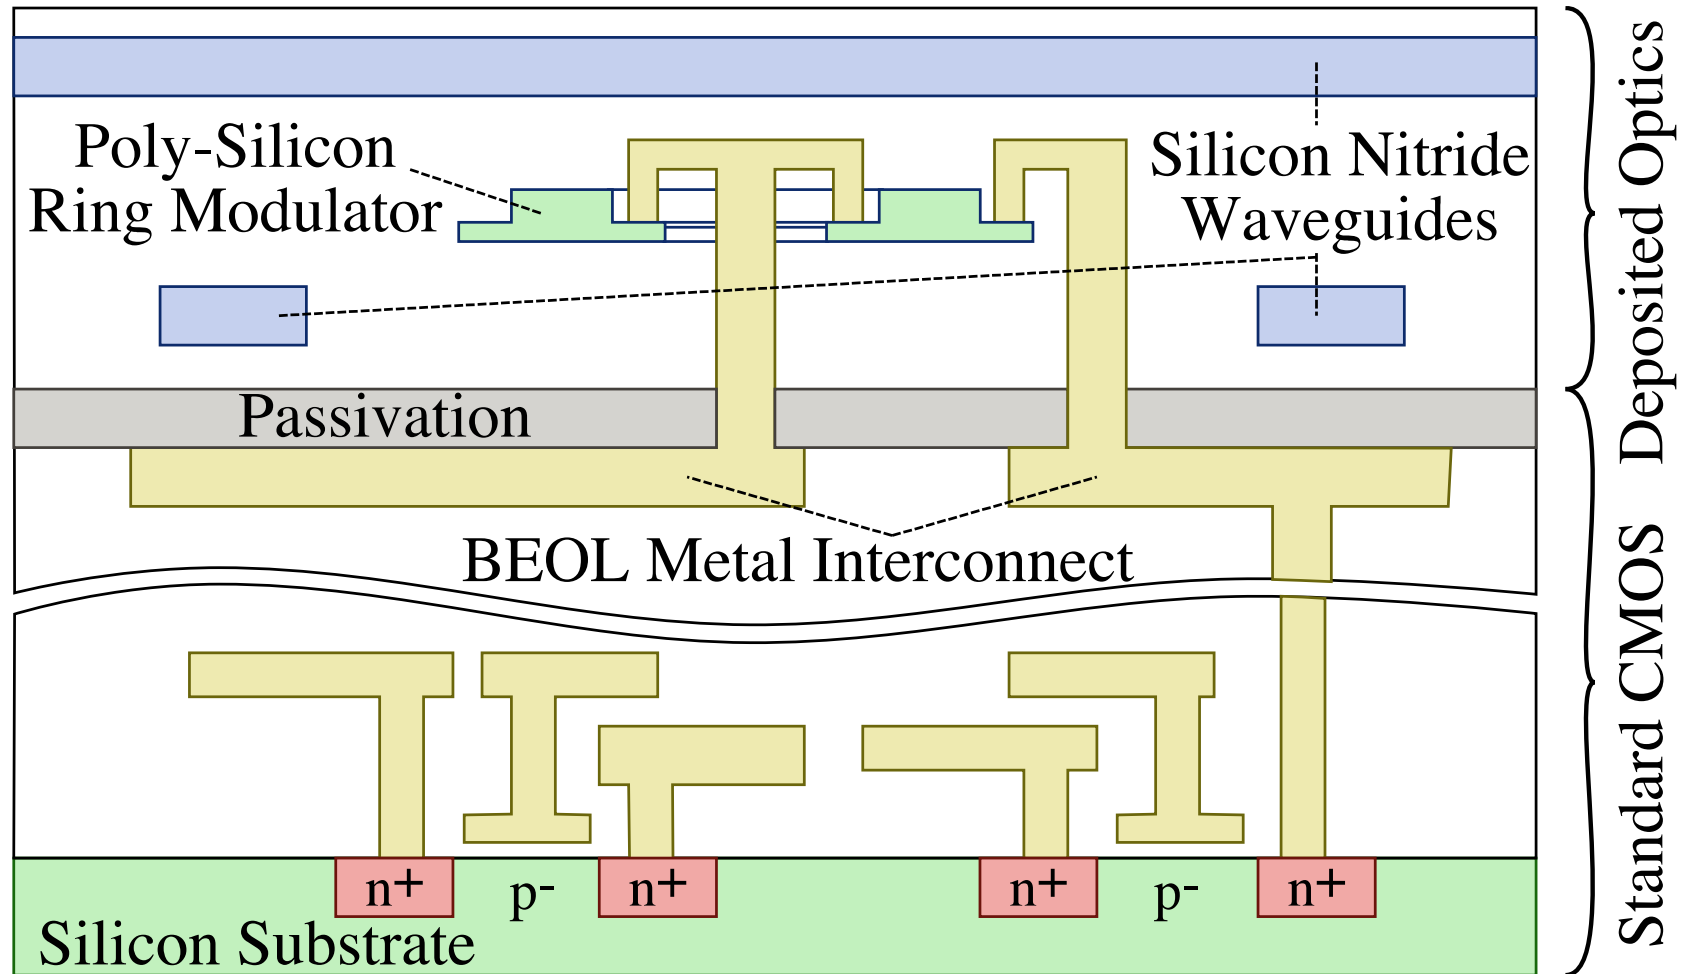 Poly-Silicon
Ring Modulator
Silicon Nitride
Waveguides
Passivation
BEOL Metal Interconnect
n+
p-
n+
n+
p-
n+
Silicon Substrate
Deposited Optics
Standard CMOS